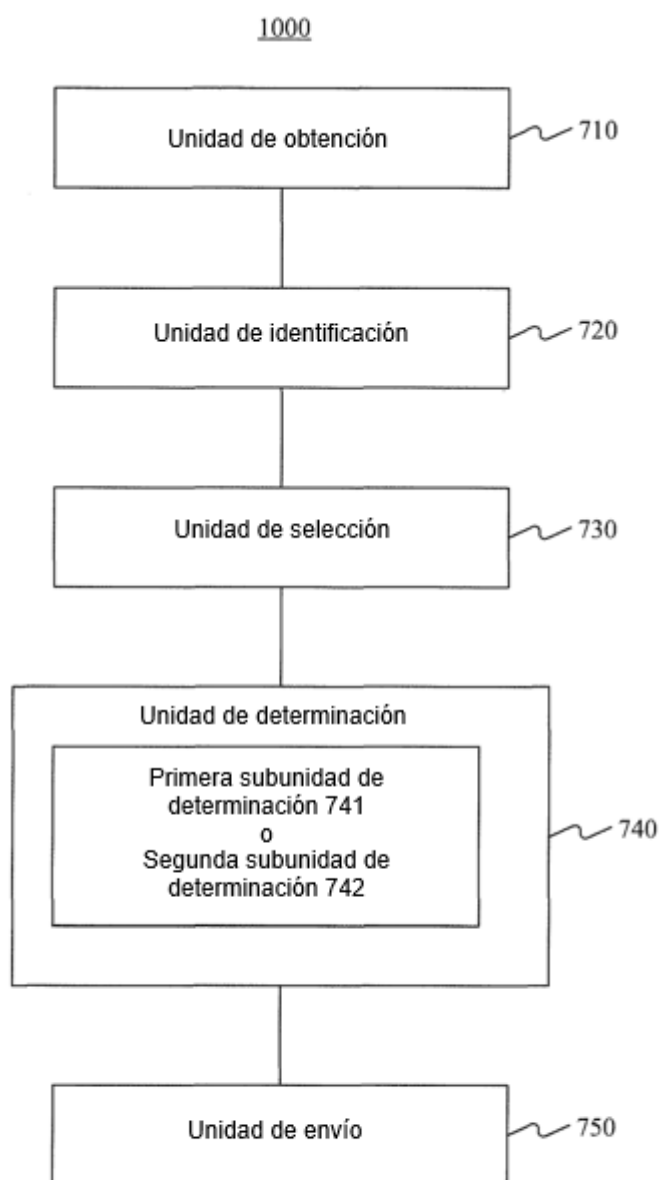 1000
Unidad de obtención
710
Unidad de identificación
720
Unidad de selección
730
Unidad de determinación
Primera subunidad de
determinación 741
o
Segunda subunidad de
determinación 742
740
Unidad de envío
750